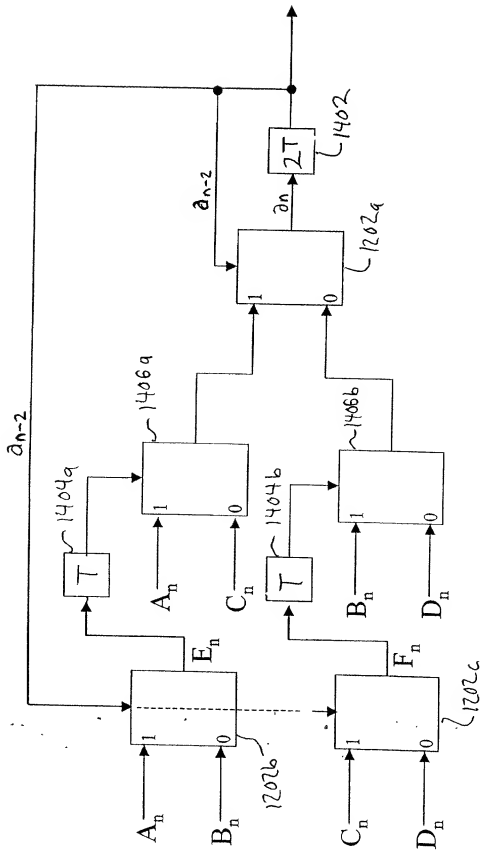 a_{n-2}
a_{n-2}
2T
1402
a_n
1
0
1202a
1406a
1404a
T
1
0
A_n
C_n
1406b
1404b
T
1
0
B_n
D_n
E_n
1
0
A_n
B_n
1202b
F_n
1
0
C_n
D_n
1202c